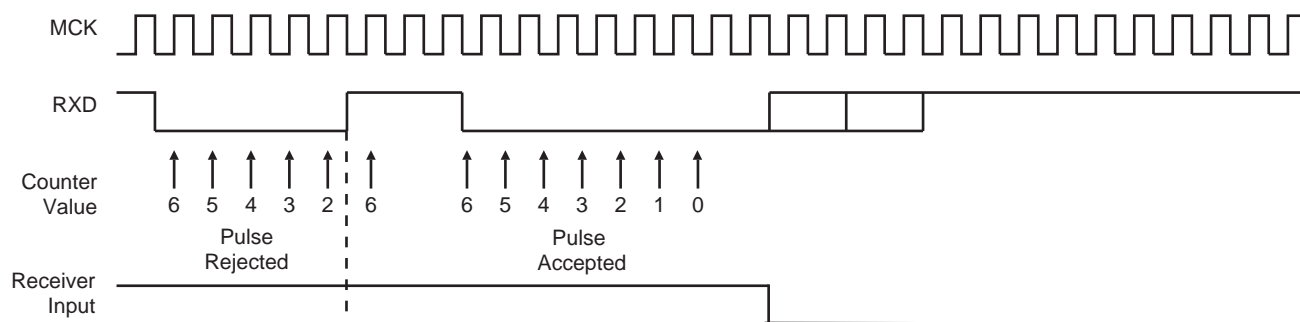 MCK
RXD
Counter
Value
6 5 4 3 2 6 6 5 4 3 2 1 0
Pulse
Rejected
Pulse
Accepted
Receiver
Input